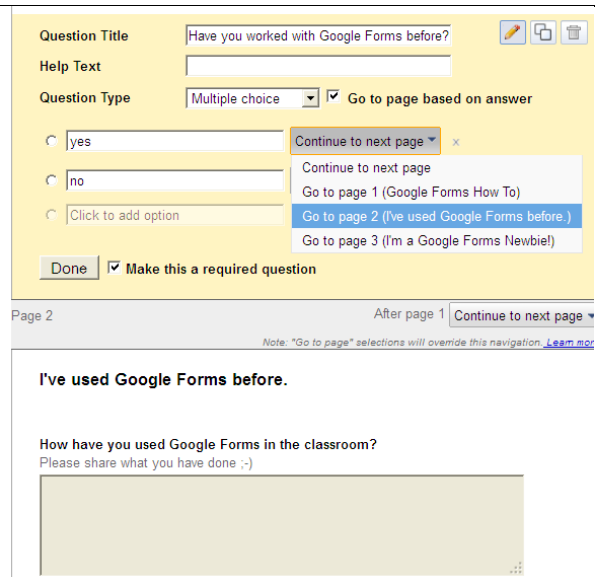 Question Title Have you worked with Google Forms before?
Help Text
Question Type Multiple choice Go to page based on answer
yes Continue to next page x
Continue to next page
no Go to page 1 (Google Forms How To)
Click to add option Go to page 2 (I've used Google Forms before.)
Go to page 3 (I'm a Google Forms Newbie!)
Done Make this a required question
Page 2 After page 1 Continue to next page
Note: "Go to page" selections will override this navigation. Learn mor
I've used Google Forms before.
How have you used Google Forms in the classroom?
Please share what you have done ;-)